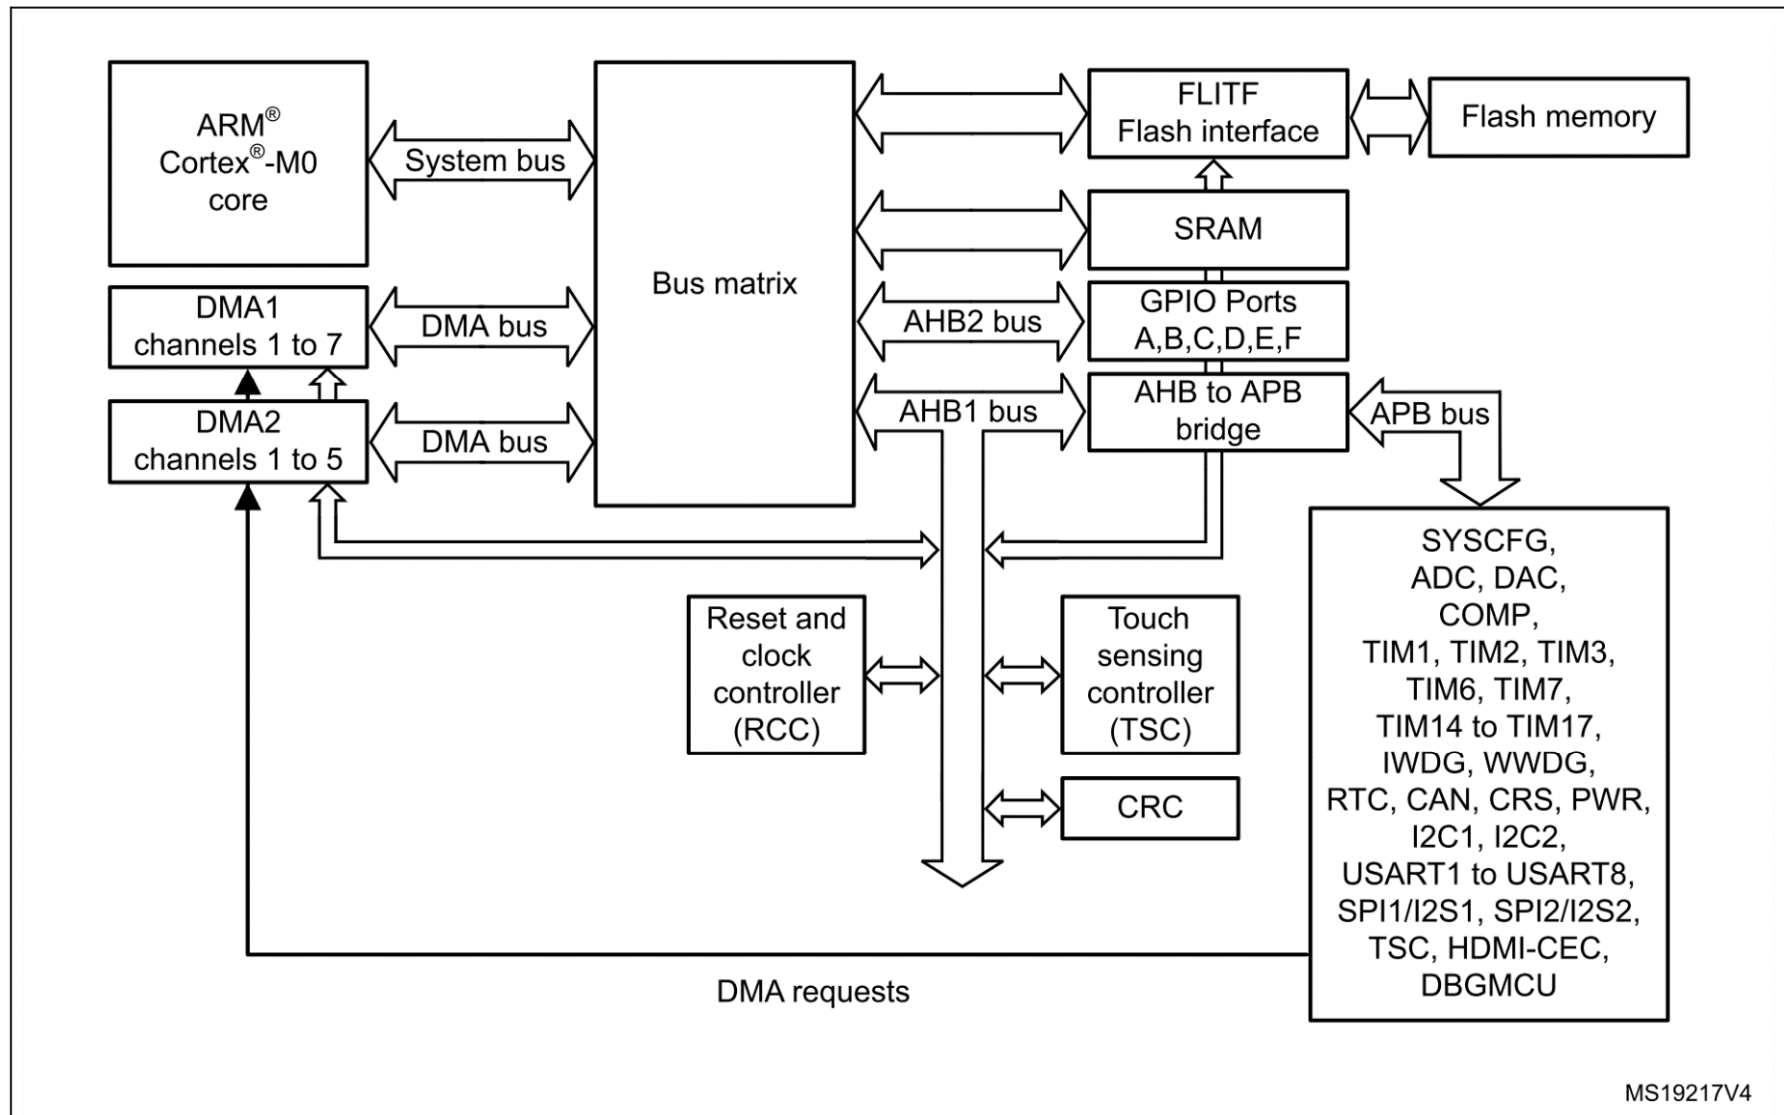 ARM®
Cortex®-M0
core
System bus
Bus matrix
FLITF
Flash interface
Flash memory
SRAM
DMA1
channels 1 to 7
DMA bus
AHB2 bus
GPIO Ports
A,B,C,D,E,F
DMA2
channels 1 to 5
DMA bus
AHB1 bus
AHB to APB
bridge
APB bus
Reset and
clock
controller
(RCC)
Touch
sensing
controller
(TSC)
CRC
SYSCFG,
ADC, DAC,
COMP,
TIM1, TIM2, TIM3,
TIM6, TIM7,
TIM14 to TIM17,
IWDG, WWDG,
RTC, CAN, CRS, PWR,
I2C1, I2C2,
USART1 to USART8,
SPI1/I2S1, SPI2/I2S2,
TSC, HDMI-CEC,
DBGMCU
DMA requests
MS19217V4